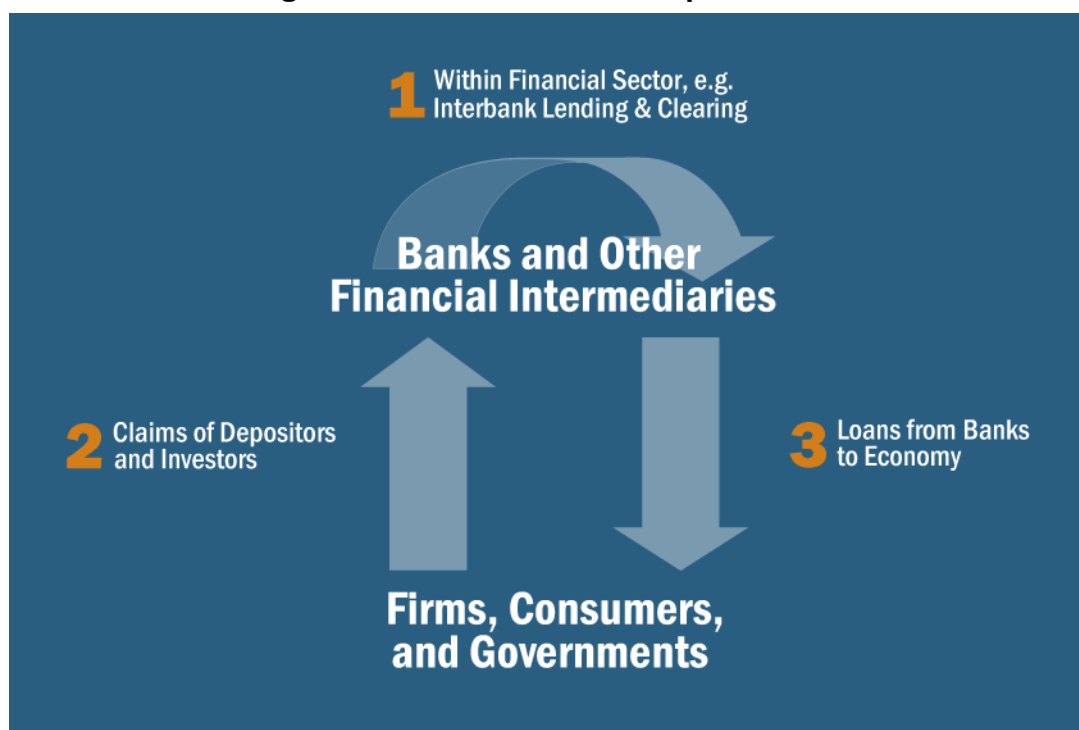 1 Within Financial Sector, e.g.
Interbank Lending & Clearing
Banks and Other
Financial Intermediaries
2 Claims of Depositors
and Investors
3 Loans from Banks
to Economy
Firms, Consumers,
and Governments